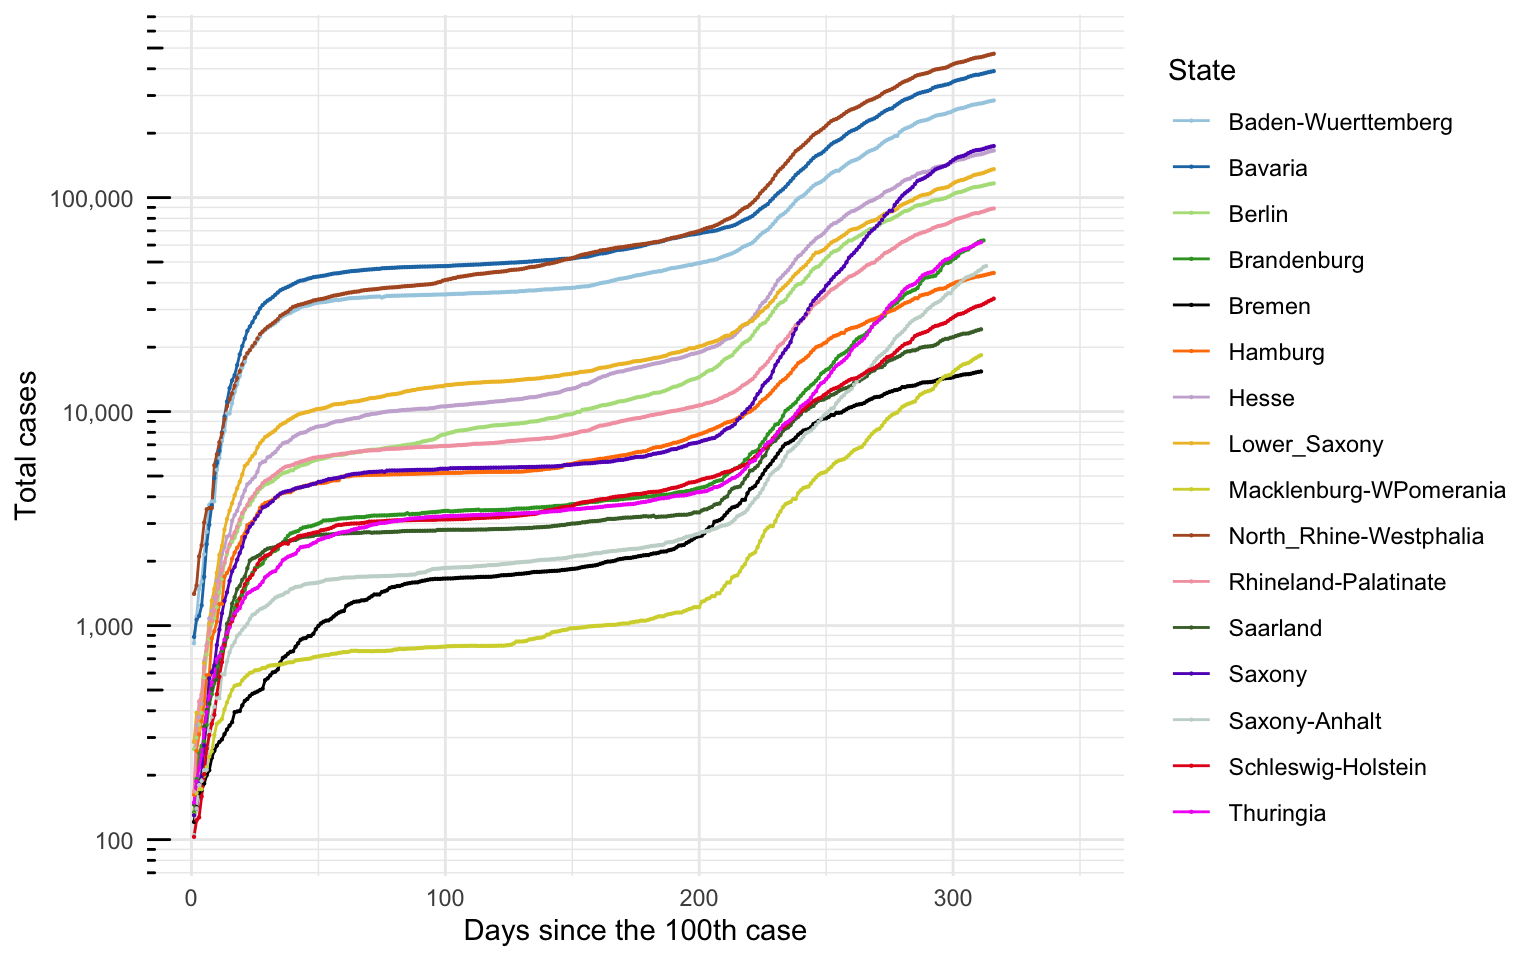 Total cases
100,000
10,000
1,000
100
0
100
200
300
Days since the 100th case
State
Baden-Wuerttemberg
Bavaria
Berlin
Brandenburg
Bremen
Hamburg
Hesse
Lower_Saxony
Macklenburg-WPomerania
North_Rhine-Westphalia
Rhineland-Palatinate
Saarland
Saxony
Saxony-Anhalt
Schleswig-Holstein
Thuringia